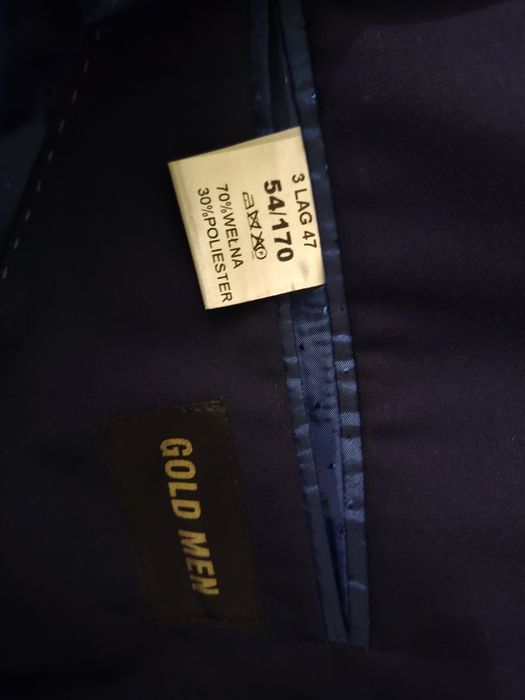 3 LAG 47
54/170
70%WEŁNA
30%POLIESTER
GOLD MEN